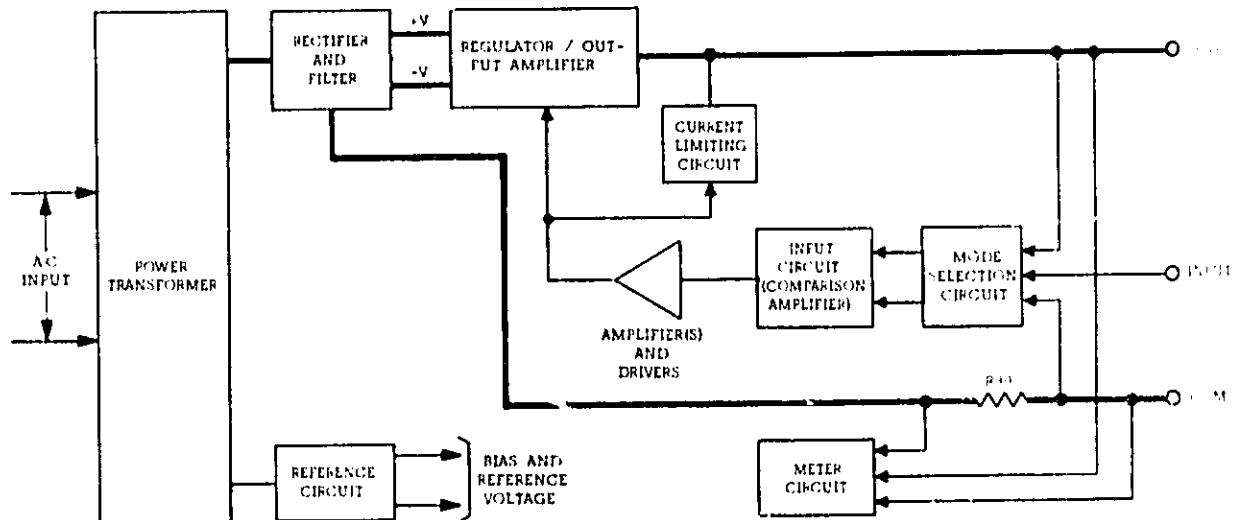 AC
INPUT
POWER
TRANSFORMER
RECTIFIER
AND
FILTER
+V
-V
REGULATOR / OUT-
PUT AMPLIFIER
CURRENT
LIMITING
CIRCUIT
INPUT
CIRCUIT
(COMPARISON
AMPLIFIER)
MODE
SELECTION
CIRCUIT
AMPLIFIER(S)
AND
DRIVERS
REFERENCE
CIRCUIT
BIAS AND
REFERENCE
VOLTAGE
METER
CIRCUIT